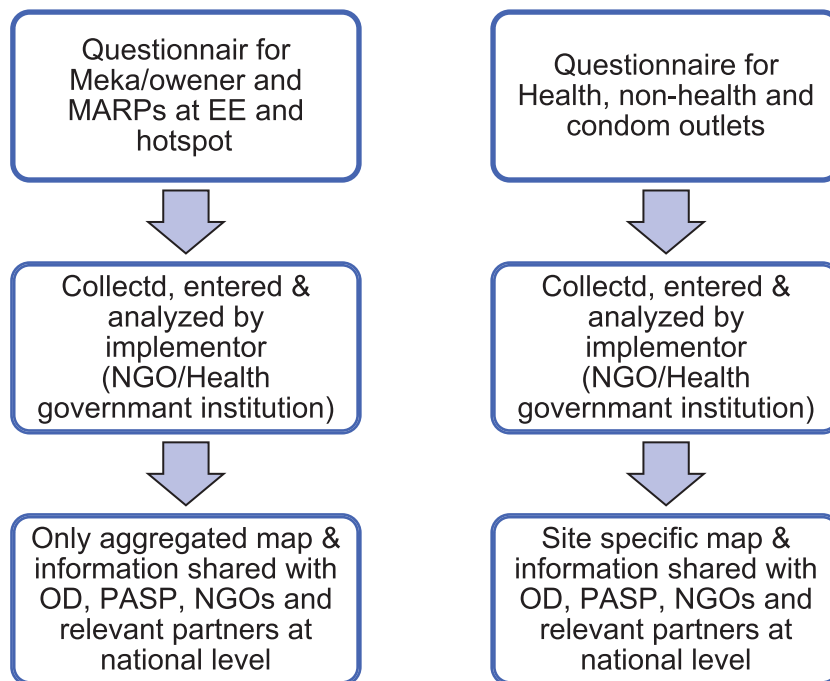 Questionnair for
Meka/owener and
MARPs at EE and
hotspot
Collectd, entered &
analyzed by
implementor
(NGO/Health
governmant institution)
Only aggregated map &
information shared with
OD, PASP, NGOs and
relevant partners at
national level
Questionnaire for
Health, non-health and
condom outlets
Collectd, entered &
analyzed by
implementor
(NGO/Health
governmant institution)
Site specific map &
information shared with
OD, PASP, NGOs and
relevant partners at
national level